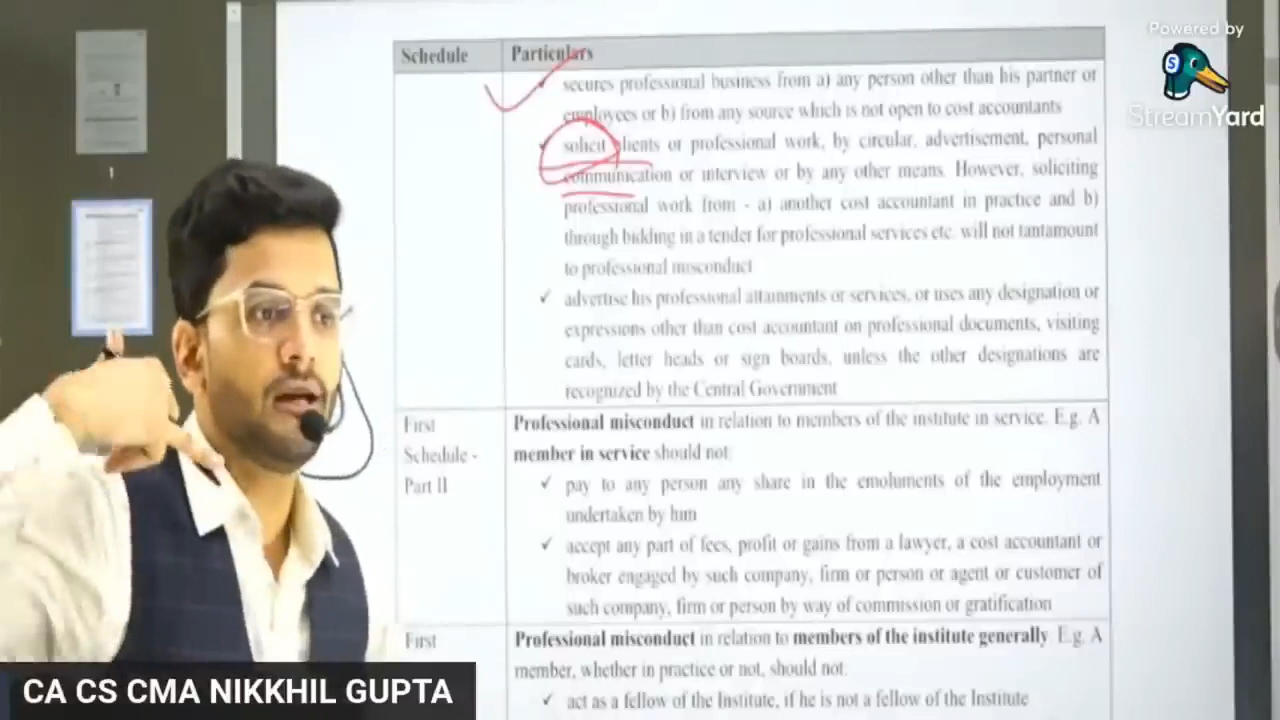 Powered by
StreamYard
Schedule Particulars
secures professional business from a) any person other than his partner or
employees or b) from any source which is not open to cost accountants
solicit clients or professional work, by circular, advertisement, personal
communication or interview or by any other means. However, soliciting
professional work from - a) another cost accountant in practice and b)
through bidding in a tender for professional services etc. will not tantamount
to professional misconduct
✓ advertise his professional attainments or services, or uses any designation or
expressions other than cost accountant on professional documents, visiting
cards, letter heads or sign boards, unless the other designations are
recognized by the Central Government
First
Schedule -
Part II
Professional misconduct in relation to members of the institute in service. E.g. A
member in service should not
✓ pay to any person any share in the emoluments of the employment
undertaken by him
✓ accept any part of fees, profit or gains from a lawyer, a cost accountant or
broker engaged by such company, firm or person or agent or customer of
such company, firm or person by way of commission or gratification
First
Professional misconduct in relation to members of the institute generally. E.g. A
member, whether in practice or not, should not.
✓ act as a fellow of the Institute, if he is not a fellow of the Institute
1
CA CS CMA NIKKHIL GUPTA